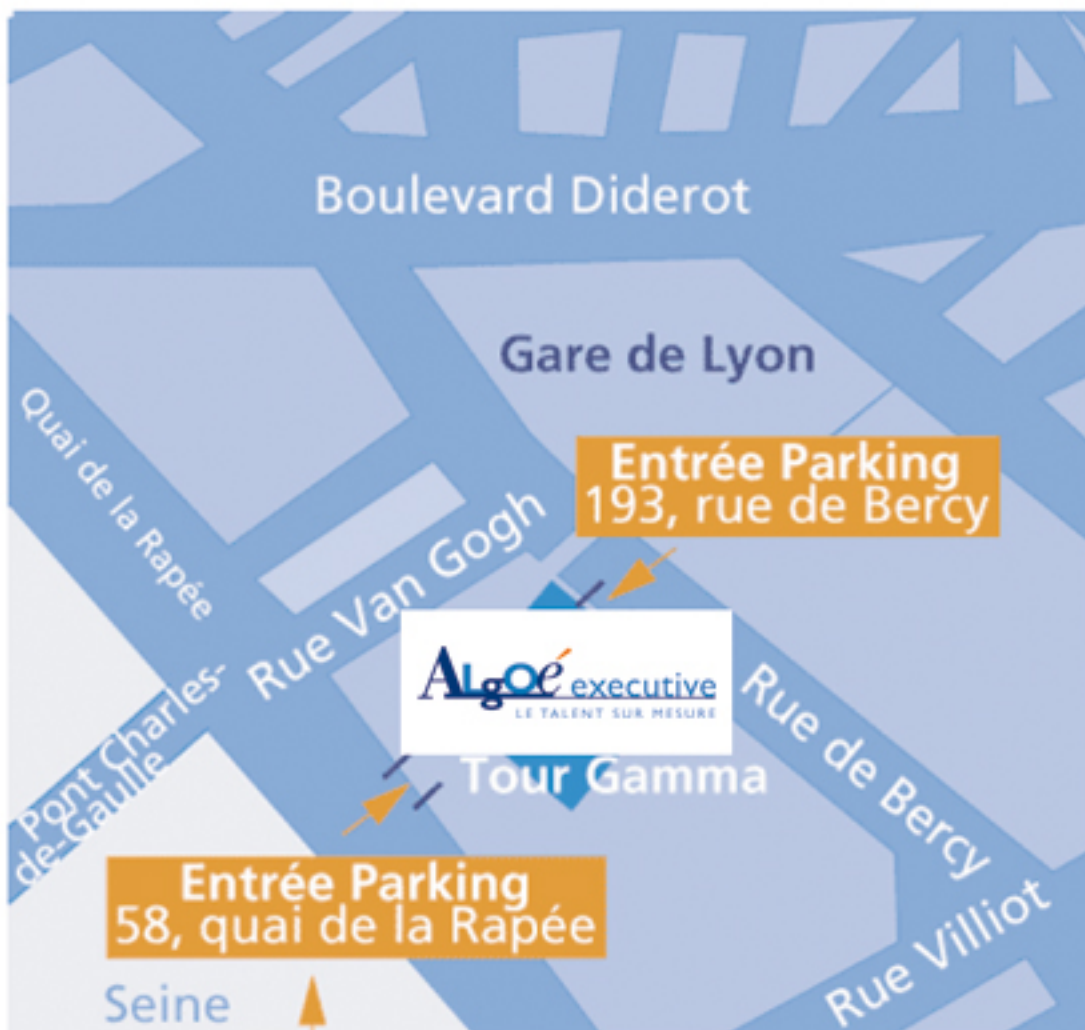 Boulevard Diderot
Gare de Lyon
Quai de la Rapée
Entrée Parking
193, rue de Bercy
Rue Van Gogh
ALgOé executive
LE TALENT SUR MESURE
Tour Gamma
Rue de Bercy
Pont Charles-
de-Gaulle
Entrée Parking
58, quai de la Rapée
Rue Villiot
Seine